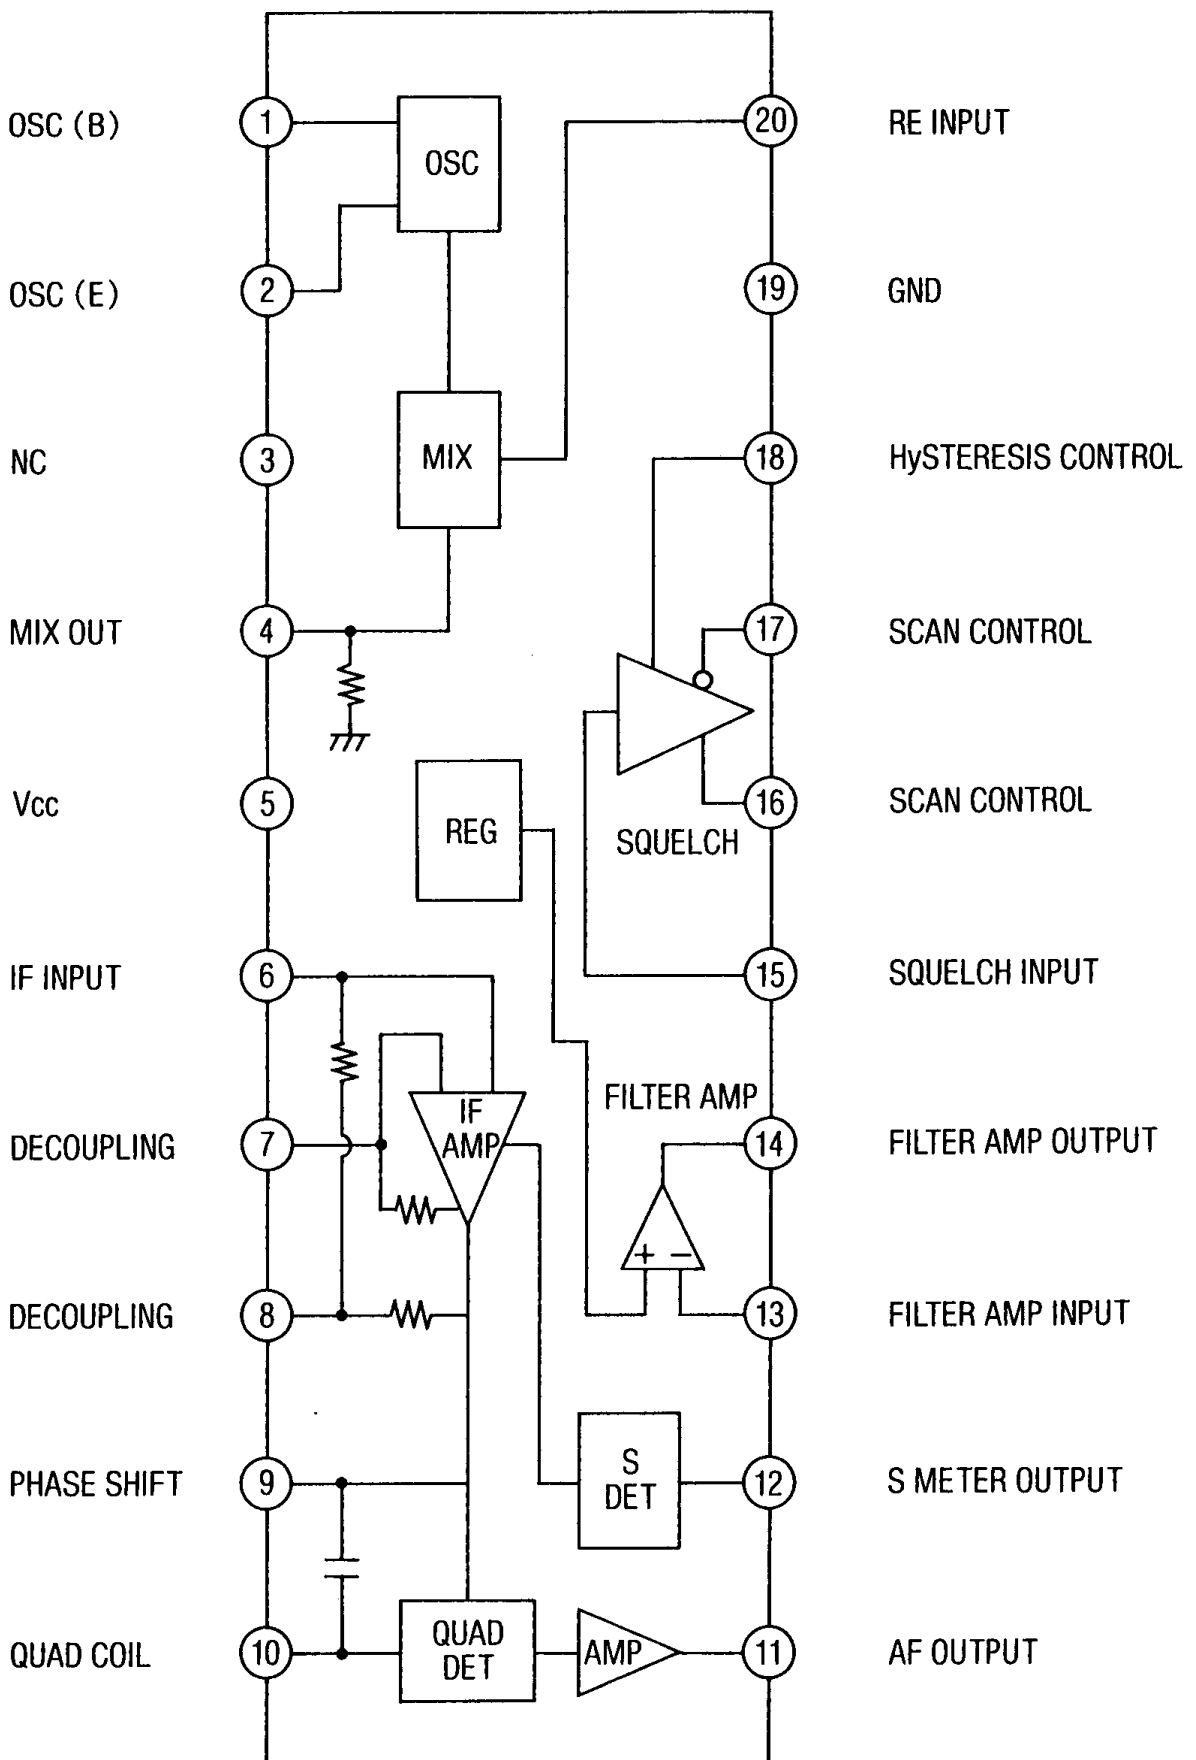 OSC (B)
1
OSC
20
RE INPUT
OSC (E)
2
19
GND
NC
3
MIX
18
HySTERESIS CONTROL
MIX OUT
4
17
SCAN CONTROL
Vcc
5
REG
SQUELCH
16
SCAN CONTROL
IF INPUT
6
15
SQUELCH INPUT
FILTER AMP
DECOUPLING
7
IF
AMP
14
FILTER AMP OUTPUT
+ −
DECOUPLING
8
13
FILTER AMP INPUT
PHASE SHIFT
9
S
DET
12
S METER OUTPUT
QUAD COIL
10
QUAD
DET
AMP
11
AF OUTPUT